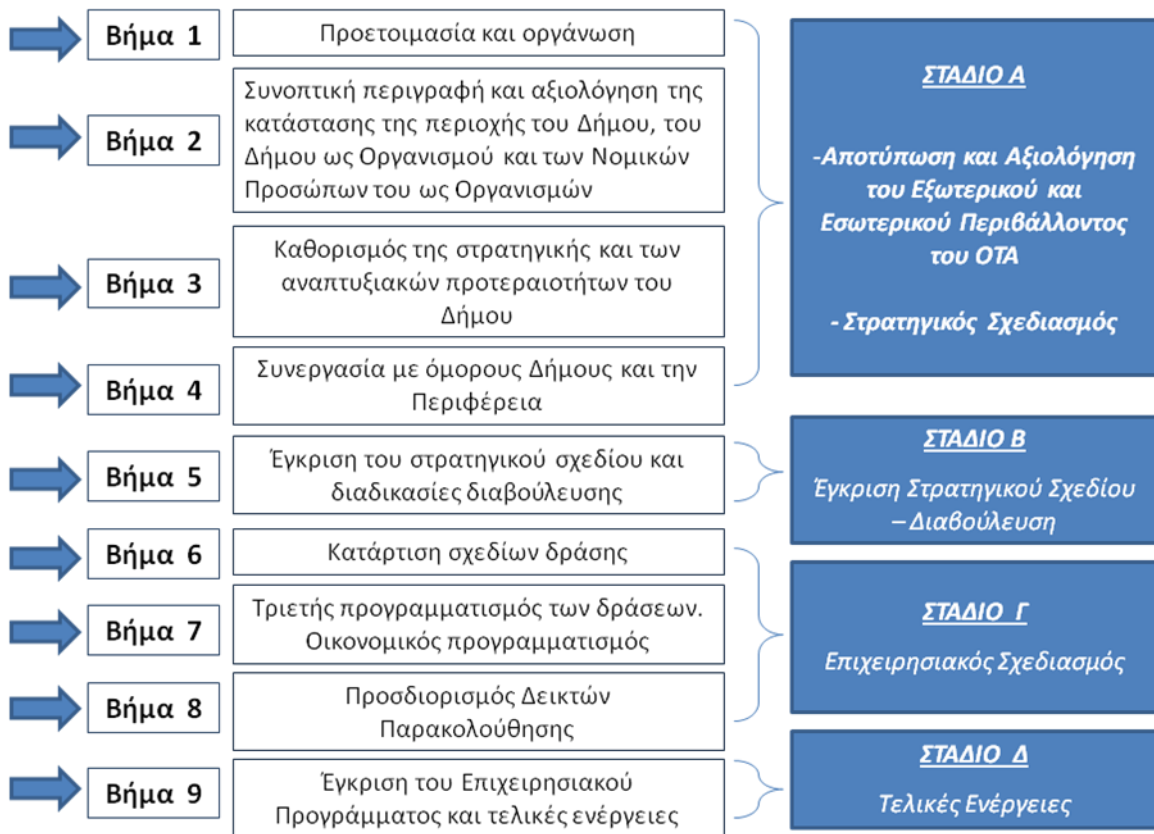 Βήμα 1
Προετοιμασία και οργάνωση
Βήμα 2
Συνοπτική περιγραφή και αξιολόγηση της
κατάστασης της περιοχής του Δήμου, του
Δήμου ως Οργανισμού και των Νομικών
Προσώπων του ως Οργανισμών
Βήμα 3
Καθορισμός της στρατηγικής και των
αναπτυξιακών προτεραιοτήτων του
Δήμου
Βήμα 4
Συνεργασία με όμορους Δήμους και την
Περιφέρεια
ΣΤΑΔΙΟ Α
-Αποτύπωση και Αξιολόγηση
του Εξωτερικού και
Εσωτερικού Περιβάλλοντος
του ΟΤΑ
- Στρατηγικός Σχεδιασμός
Βήμα 5
Έγκριση του στρατηγικού σχεδίου και
διαδικασίες διαβούλευσης
ΣΤΑΔΙΟ Β
Έγκριση Στρατηγικού Σχεδίου
– Διαβούλευση
Βήμα 6
Κατάρτιση σχεδίων δράσης
Βήμα 7
Τριετής προγραμματισμός των δράσεων.
Οικονομικός προγραμματισμός
Βήμα 8
Προσδιορισμός Δεικτών
Παρακολούθησης
ΣΤΑΔΙΟ Γ
Επιχειρησιακός Σχεδιασμός
Βήμα 9
Έγκριση του Επιχειρησιακού
Προγράμματος και τελικές ενέργειες
ΣΤΑΔΙΟ Δ
Τελικές Ενέργειες